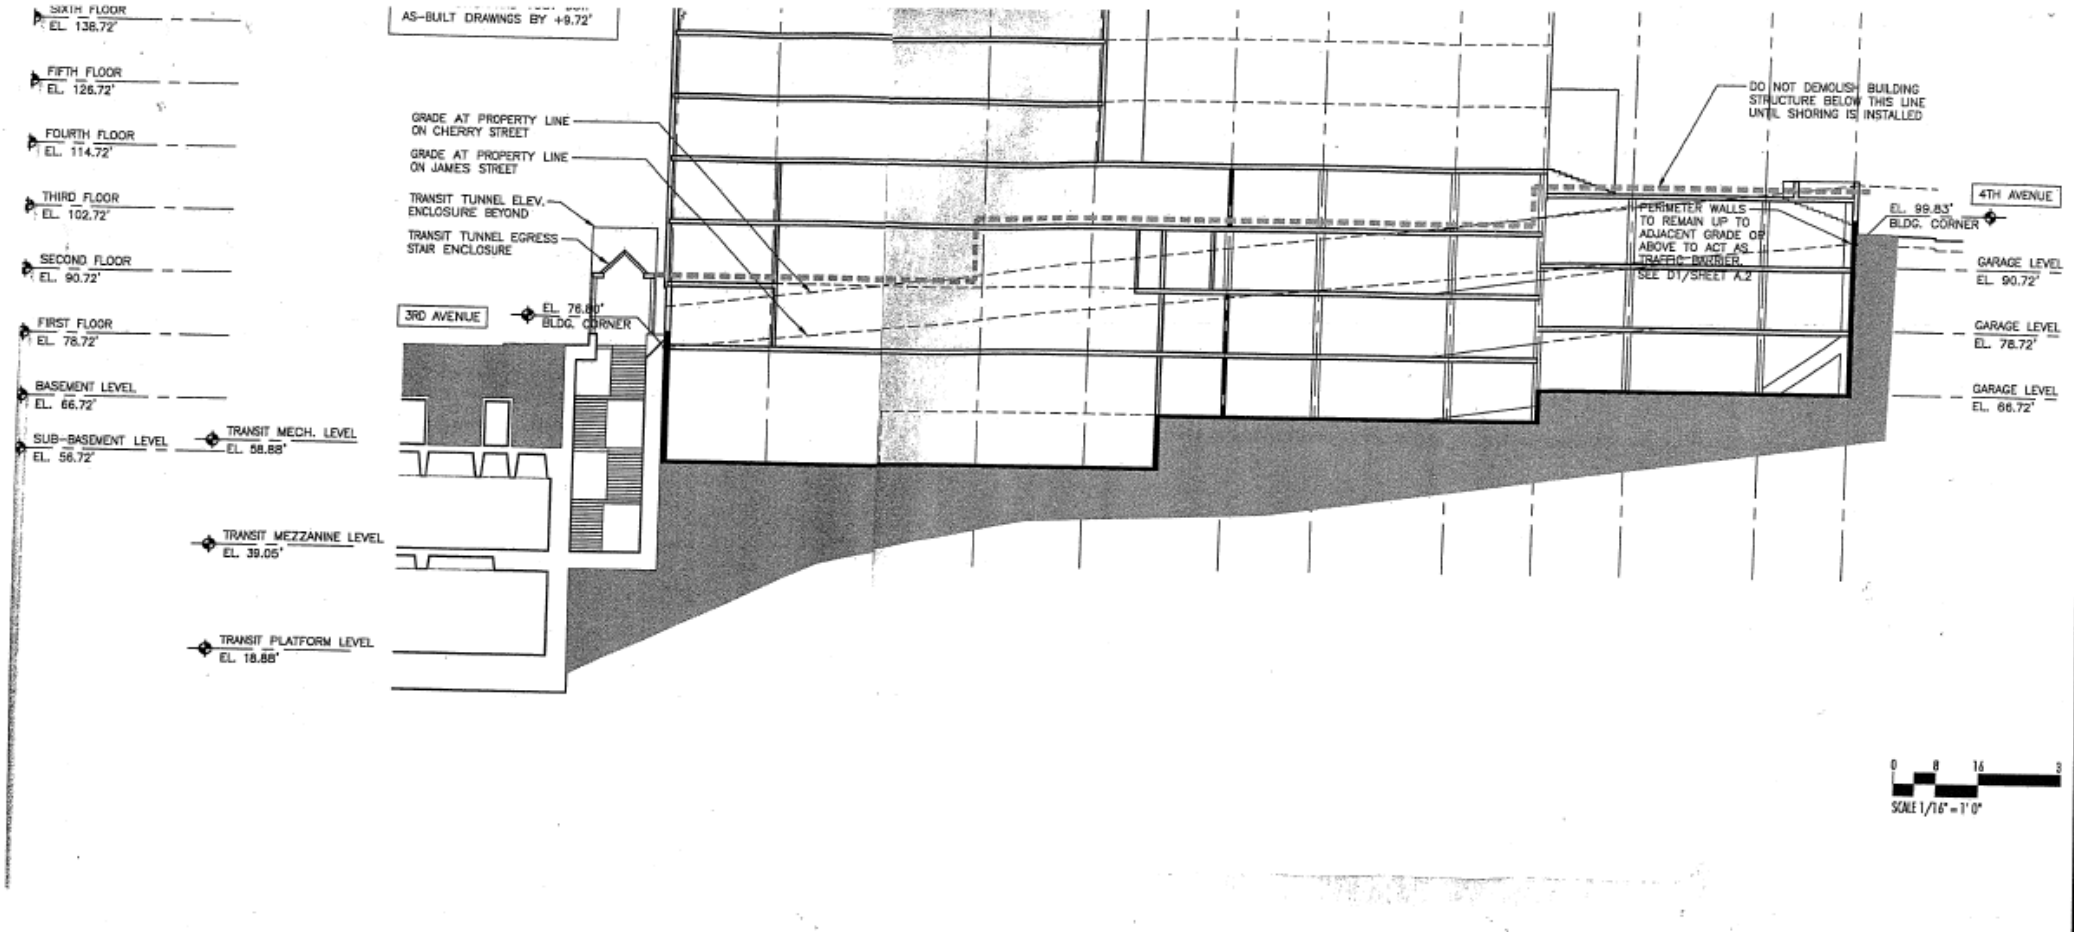 SIXTH FLOOR
EL. 138.72'
FIFTH FLOOR
EL. 126.72'
FOURTH FLOOR
EL. 114.72'
THIRD FLOOR
EL. 102.72'
SECOND FLOOR
EL. 90.72'
FIRST FLOOR
EL. 78.72'
BASEMENT LEVEL
EL. 66.72'
SUB-BASEMENT LEVEL
EL. 56.72'
TRANSIT MECH. LEVEL
EL. 58.88'
TRANSIT MEZZANINE LEVEL
EL. 39.05'
TRANSIT PLATFORM LEVEL
EL. 18.88'
AS-BUILT DRAWINGS BY +9.72'
GRADE AT PROPERTY LINE
ON CHERRY STREET
GRADE AT PROPERTY LINE
ON JAMES STREET
TRANSIT TUNNEL ELEV.
ENCLOSURE BEYOND
TRANSIT TUNNEL EGRESS
STAIR ENCLOSURE
3RD AVENUE
EL. 76.80'
BLDG. CORNER
DO NOT DEMOLISH BUILDING
STRUCTURE BELOW THIS LINE
UNTIL SHORING IS INSTALLED
PERIMETER WALLS
TO REMAIN UP TO
ADJACENT GRADE OR
ABOVE TO ACT AS
TRAFFIC BARRIER.
SEE D1/SHEET A.2
4TH AVENUE
EL. 99.83'
BLDG. CORNER
GARAGE LEVEL
EL. 90.72'
GARAGE LEVEL
EL. 78.72'
GARAGE LEVEL
EL. 66.72'
0 8 16 3
SCALE 1/16" = 1' 0"